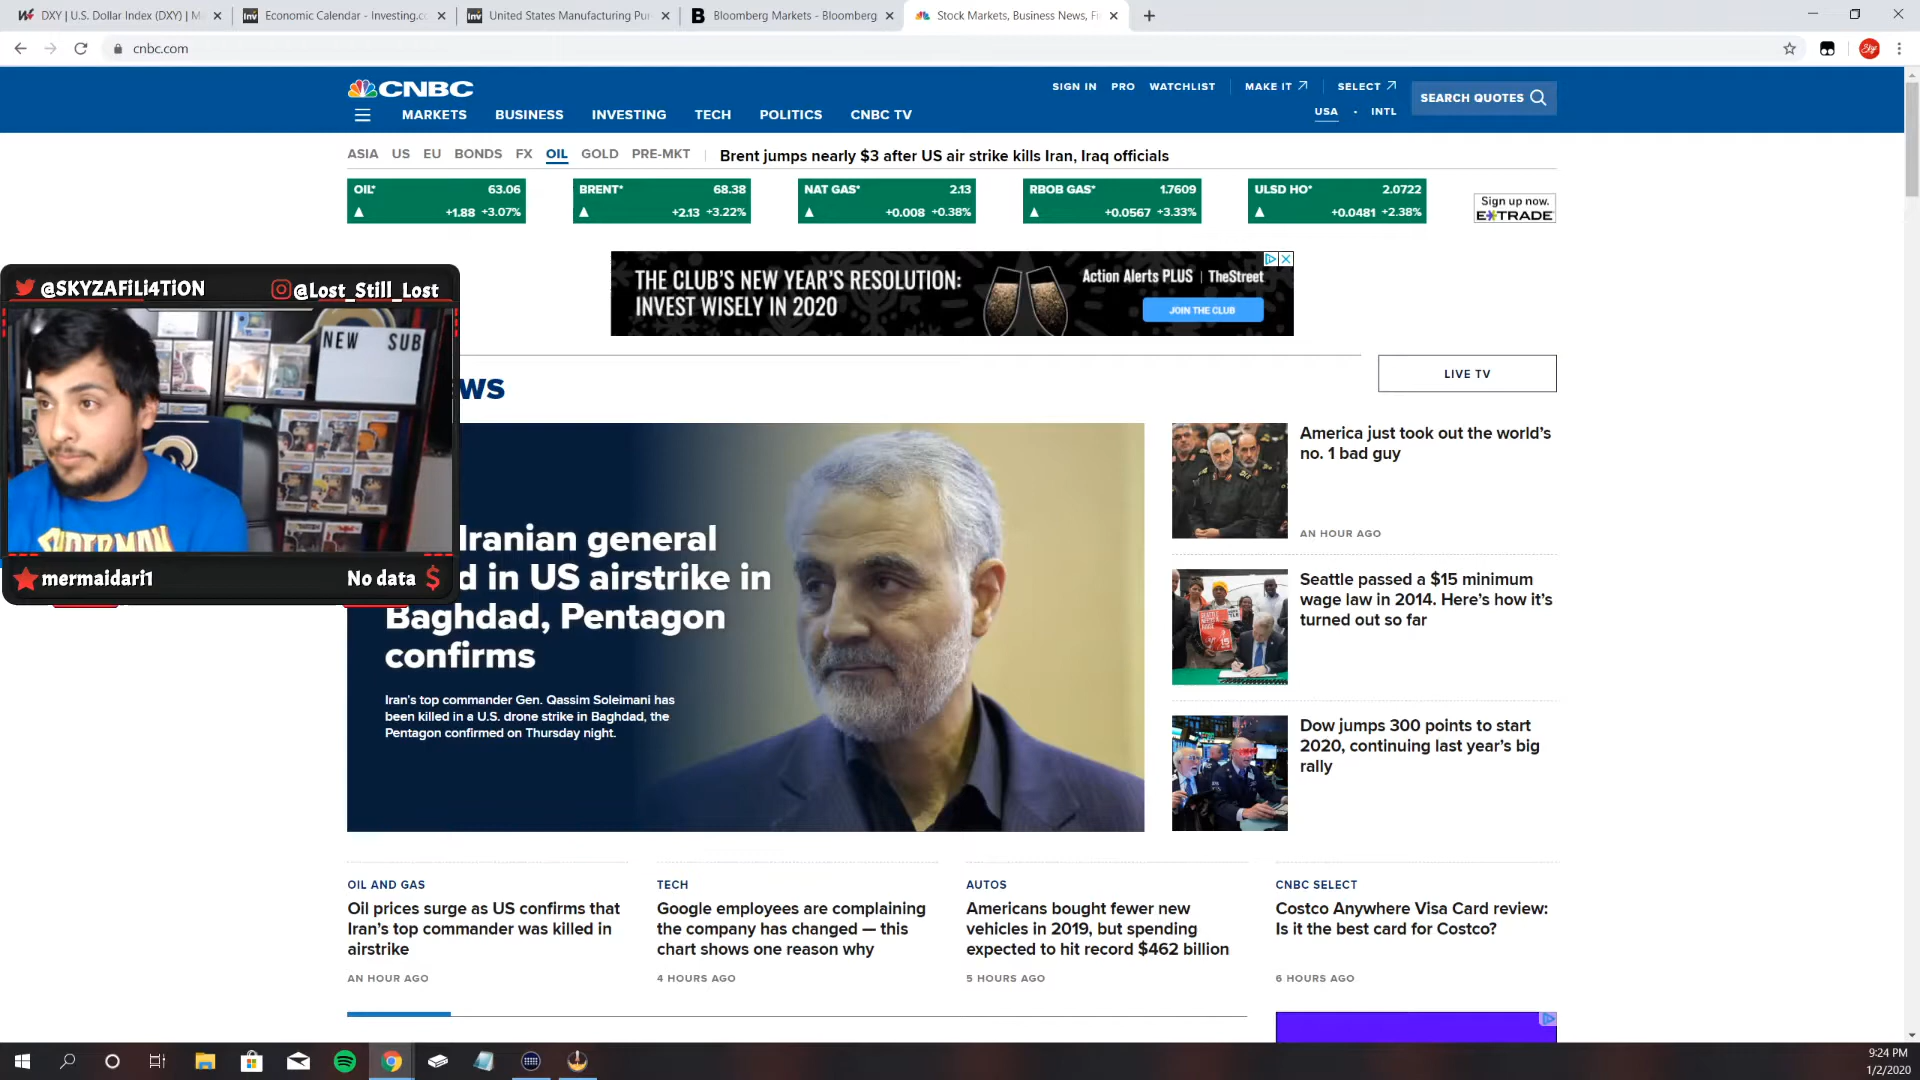 DXY | U.S. Dollar Index (DXY) | M
Economic Calendar - Investing.c
United States Manufacturing Pu
Bloomberg Markets - Bloomberg
Stock Markets, Business News, Fi
cnbc.com
CNBC
SIGN IN PRO WATCHLIST MAKE IT SELECT
SEARCH QUOTES
MARKETS BUSINESS INVESTING TECH POLITICS CNBC TV
USA · INTL
ASIA US EU BONDS FX OIL GOLD PRE-MKT
Brent jumps nearly $3 after US air strike kills Iran, Iraq officials
OIL* 63.06
+1.88 +3.07%
BRENT* 68.38
+2.13 +3.22%
NAT GAS* 2.13
+0.008 +0.38%
RBOB GAS* 1.7609
+0.0567 +3.33%
ULSD HO* 2.0722
+0.0481 +2.38%
Sign up now.
E*TRADE
THE CLUB'S NEW YEAR'S RESOLUTION:
INVEST WISELY IN 2020
Action Alerts PLUS | TheStreet
JOIN THE CLUB
@SKYZAFiLi4TiON
@Lost_Still_Lost
NEW SUB
mermaidari1
No data $
WS
LIVE TV
Iranian general
d in US airstrike in
Baghdad, Pentagon
confirms
Iran's top commander Gen. Qassim Soleimani has
been killed in a U.S. drone strike in Baghdad, the
Pentagon confirmed on Thursday night.
America just took out the world's
no. 1 bad guy
AN HOUR AGO
Seattle passed a $15 minimum
wage law in 2014. Here's how it's
turned out so far
Dow jumps 300 points to start
2020, continuing last year's big
rally
OIL AND GAS
Oil prices surge as US confirms that
Iran's top commander was killed in
airstrike
AN HOUR AGO
TECH
Google employees are complaining
the company has changed — this
chart shows one reason why
4 HOURS AGO
AUTOS
Americans bought fewer new
vehicles in 2019, but spending
expected to hit record $462 billion
5 HOURS AGO
CNBC SELECT
Costco Anywhere Visa Card review:
Is it the best card for Costco?
6 HOURS AGO
9:24 PM
1/2/2020